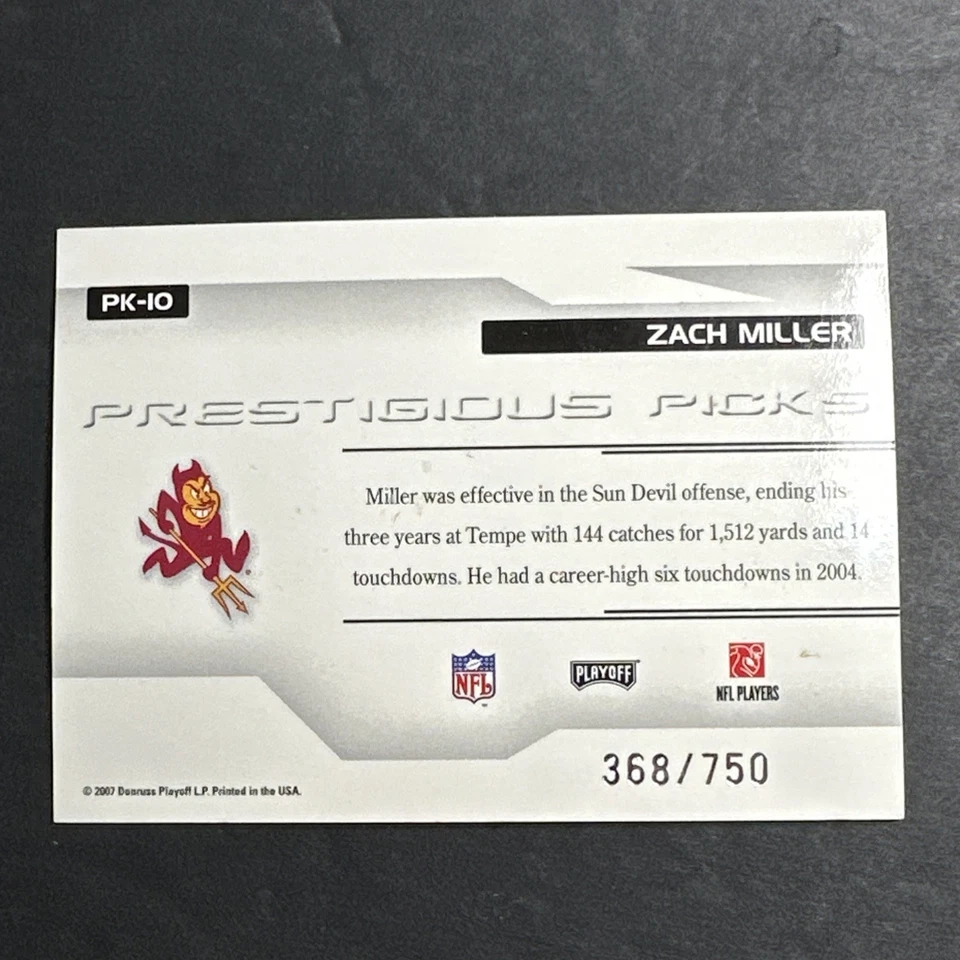 PK-10
ZACH MILLER
PRESTIGIOUS PICKS
Miller was effective in the Sun Devil offense, ending his
three years at Tempe with 144 catches for 1,512 yards and 14
touchdowns. He had a career-high six touchdowns in 2004.
NFL
PLAYOFF
NFL PLAYERS
368/750
© 2007 Donruss Playoff L.P. Printed in the USA.